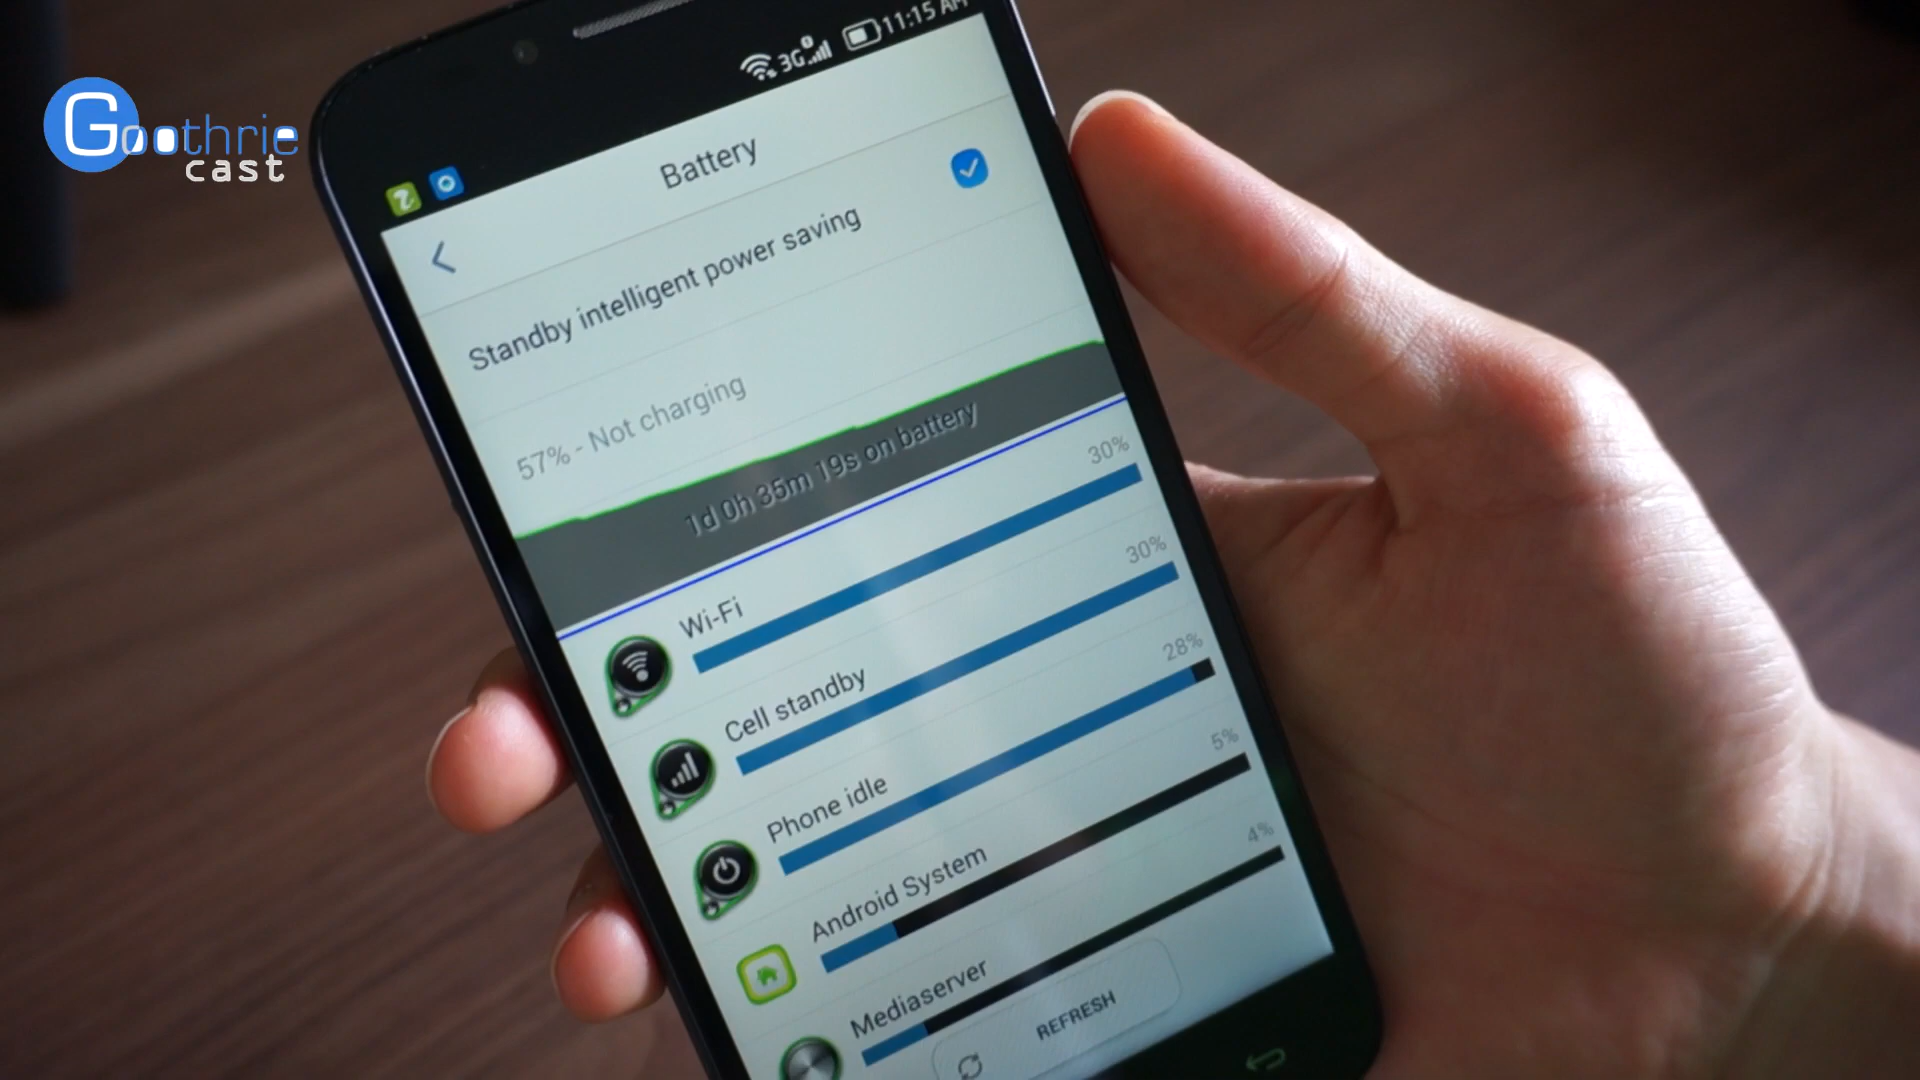 Goothrie
cast
3G 11:15 AM
Battery
Standby intelligent power saving
57% - Not charging
1d 0h 35m 19s on battery
Wi-Fi 30%
Cell standby 30%
Phone idle 28%
Android System 5%
Mediaserver 4%
REFRESH